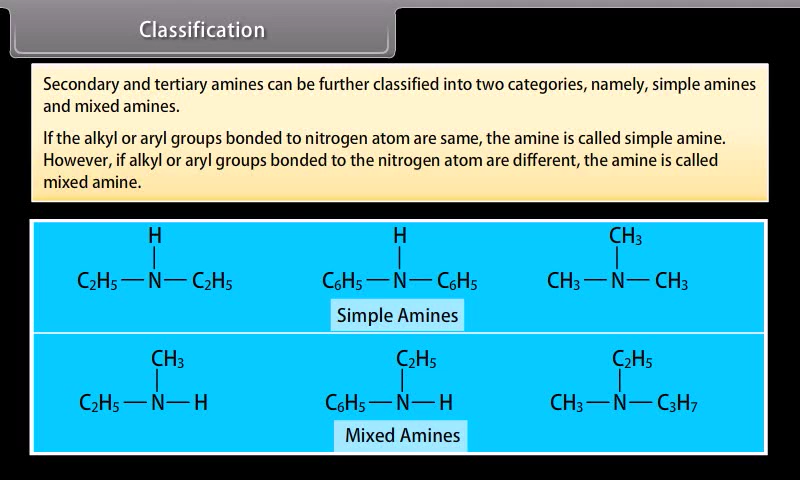 Classification
Secondary and tertiary amines can be further classified into two categories, namely, simple amines
and mixed amines.
If the alkyl or aryl groups bonded to nitrogen atom are same, the amine is called simple amine.
However, if alkyl or aryl groups bonded to the nitrogen atom are different, the amine is called
mixed amine.
H H CH₃
C₂H₅—N—C₂H₅ C₆H₅—N—C₆H₅ CH₃—N—CH₃
Simple Amines
CH₃ C₂H₅ C₂H₅
C₂H₅—N—H C₆H₅—N—H CH₃—N—C₃H₇
Mixed Amines